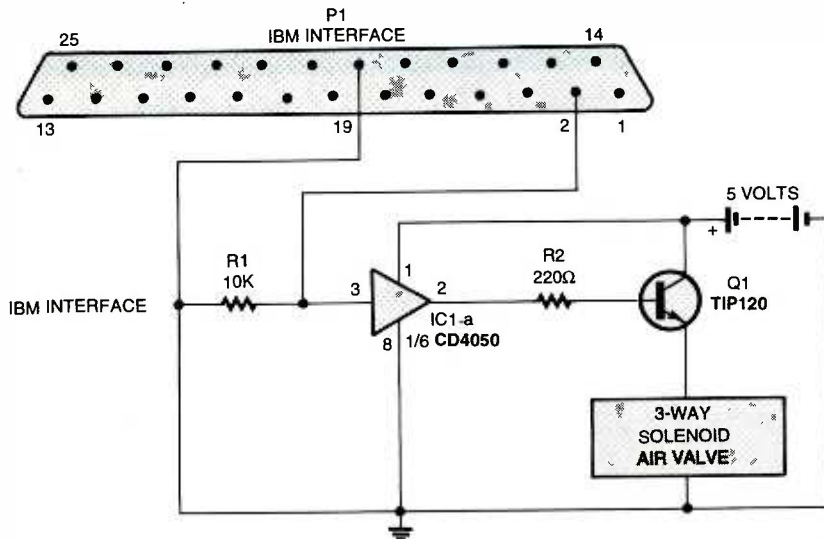 P1
IBM INTERFACE
25
14
13
19
2
1
5 VOLTS
+
R1
10K
R2
220Ω
Q1
TIP120
IBM INTERFACE
3
1
2
IC1-a
8
1/6 CD4050
3-WAY
SOLENOID
AIR VALVE